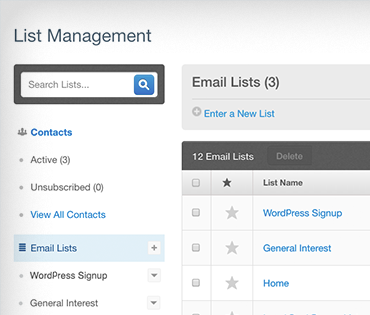 List Management
Search Lists...
Contacts
Active (3)
Unsubscribed (0)
View All Contacts
Email Lists
WordPress Signup
General Interest
Email Lists (3)
Enter a New List
12 Email Lists Delete
List Name
WordPress Signup
General Interest
Home